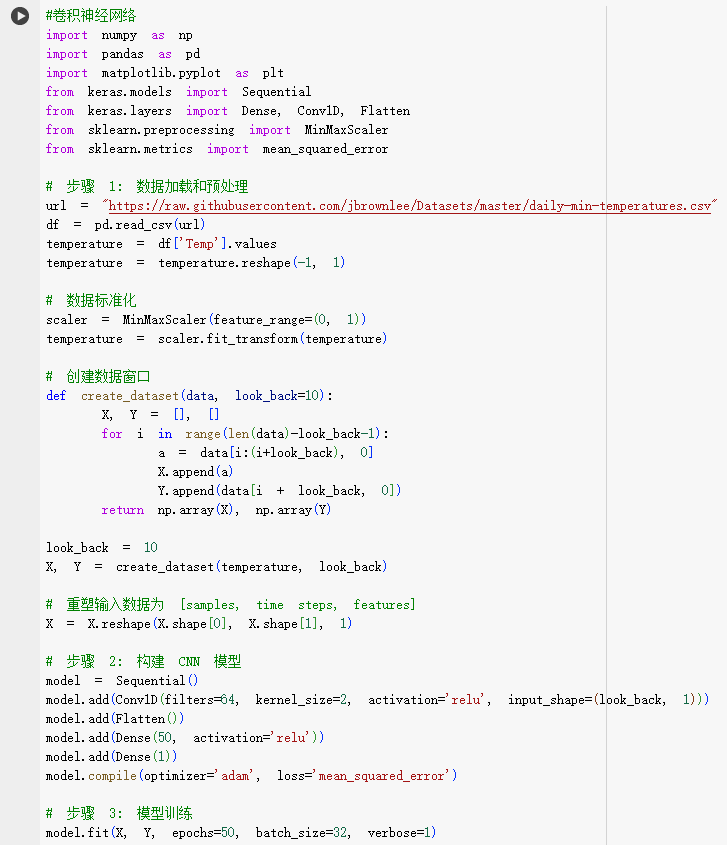 #卷积神经网络
import numpy as np
import pandas as pd
import matplotlib.pyplot as plt
from keras.models import Sequential
from keras.layers import Dense, Conv1D, Flatten
from sklearn.preprocessing import MinMaxScaler
from sklearn.metrics import mean_squared_error
# 步骤 1: 数据加载和预处理
url = "https://raw.githubusercontent.com/jbrownlee/Datasets/master/daily-min-temperatures.csv"
df = pd.read_csv(url)
temperature = df['Temp'].values
temperature = temperature.reshape(-1, 1)
# 数据标准化
scaler = MinMaxScaler(feature_range=(0, 1))
temperature = scaler.fit_transform(temperature)
# 创建数据窗口
def create_dataset(data, look_back=10):
X, Y = [], []
for i in range(len(data)-look_back-1):
a = data[i:(i+look_back), 0]
X.append(a)
Y.append(data[i + look_back, 0])
return np.array(X), np.array(Y)
look_back = 10
X, Y = create_dataset(temperature, look_back)
# 重塑输入数据为 [samples, time steps, features]
X = X.reshape(X.shape[0], X.shape[1], 1)
# 步骤 2: 构建 CNN 模型
model = Sequential()
model.add(Conv1D(filters=64, kernel_size=2, activation='relu', input_shape=(look_back, 1)))
model.add(Flatten())
model.add(Dense(50, activation='relu'))
model.add(Dense(1))
model.compile(optimizer='adam', loss='mean_squared_error')
# 步骤 3: 模型训练
model.fit(X, Y, epochs=50, batch_size=32, verbose=1)